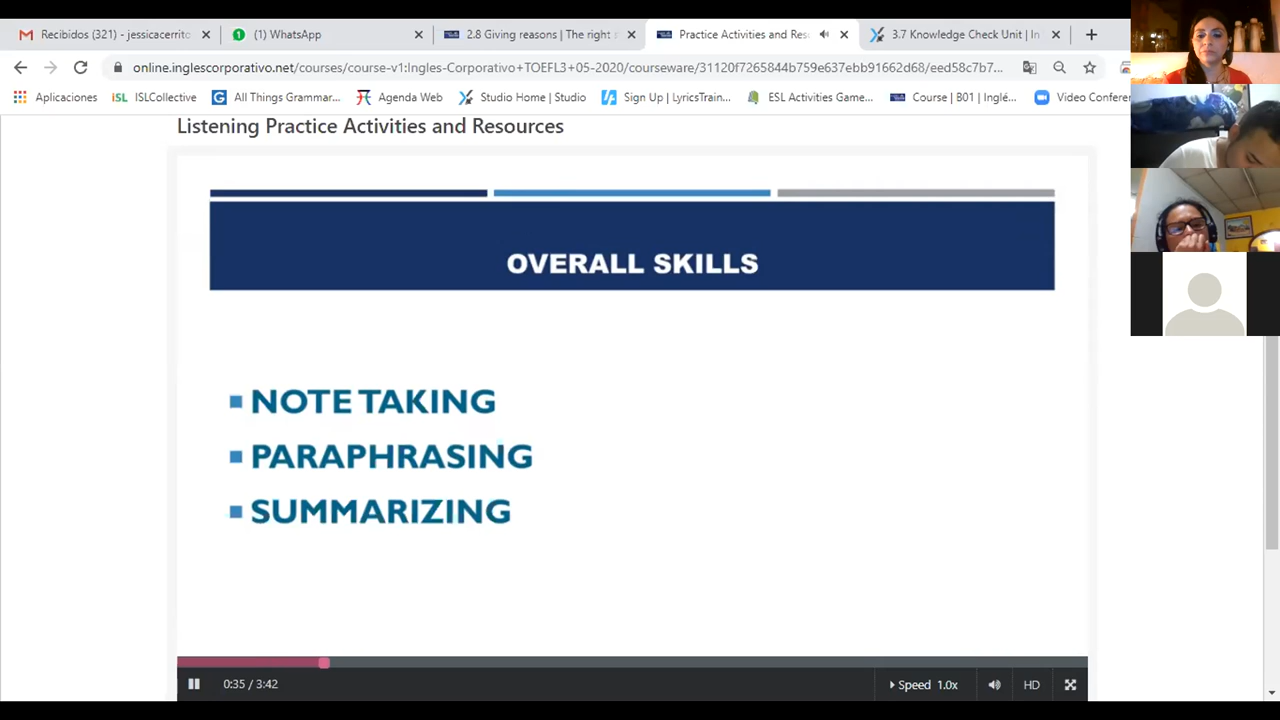 Recibidos (321) - jessicacerrito
(1) WhatsApp
2.8 Giving reasons | The right s
Practice Activities and Res
3.7 Knowledge Check Unit | In
online.inglescorporativo.net/courses/course-v1:Ingles-Corporativo+TOEFL3+05-2020/courseware/31120f7265844b759e637ebb91662d68/eed58c7b7...
Aplicaciones
iSL ISLCollective
All Things Grammar...
Agenda Web
Studio Home | Studio
Sign Up | LyricsTrain...
ESL Activities Game...
Course | B01 | Inglé...
Video Conferen
Listening Practice Activities and Resources
OVERALL SKILLS
NOTE TAKING
PARAPHRASING
SUMMARIZING
0:35 / 3:42
Speed 1.0x
HD